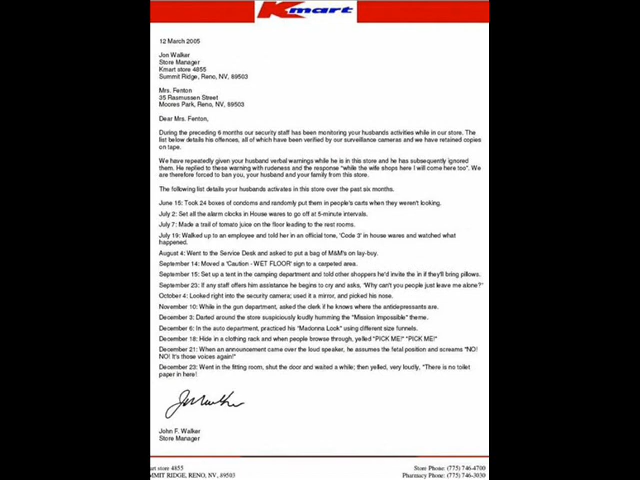 Kmart
12 March 2005
Jon Walker
Store Manager
Kmart store 4855
Summit Ridge, Reno, NV, 89503
Mrs. Fenton
35 Rasmussen Street
Moores Park, Reno, NV, 89503
Dear Mrs. Fenton,
During the preceding 6 months our security staff has been monitoring your husbands activities while in our store. The
list below details his offences, all of which have been verified by our surveillance cameras and we have retained copies
on tape.
We have repeatedly given your husband verbal warnings while he is in this store and he has subsequently ignored
them. He replied to these warning with rudeness and the response "while the wife shops here I will come here too". We
are therefore forced to ban you, your husband and your family from this store.
The following list details your husbands activates in this store over the past six months.
June 15: Took 24 boxes of condoms and randomly put them in people's carts when they weren't looking.
July 2: Set all the alarm clocks in House wares to go off at 5-minute intervals.
July 7: Made a trail of tomato juice on the floor leading to the rest rooms.
July 19: Walked up to an employee and told her in an official tone, 'Code 3' in house wares and watched what
happened.
August 4: Went to the Service Desk and asked to put a bag of M&M's on lay-buy.
September 14: Moved a 'Caution - WET FLOOR' sign to a carpeted area.
September 15: Set up a tent in the camping department and told other shoppers he'd invite the in if they'll bring pillows.
September 23: If any staff offers him assistance he begins to cry and asks, 'Why can't you people just leave me alone?'
October 4: Looked right into the security camera; used it a mirror, and picked his nose.
November 10: While in the gun department, asked the clerk if he knows where the antidepressants are.
December 3: Darted around the store suspiciously loudly humming the "Mission Impossible" theme.
December 6: In the auto department, practiced his "Madonna Look" using different size funnels.
December 18: Hide in a clothing rack and when people browse through, yelled "PICK ME!" "PICK ME!"
December 21: When an announcement came over the loud speaker, he assumes the fetal position and screams "NO!
NO! It's those voices again!"
December 23: Went in the fitting room, shut the door and waited a while; then yelled, very loudly, "There is no toilet
paper in here!
John F. Walker
Store Manager
art store 4855
MMIT RIDGE, RENO, NV, 89503
Store Phone: (775) 746-4700
Pharmacy Phone: (775) 746-3030